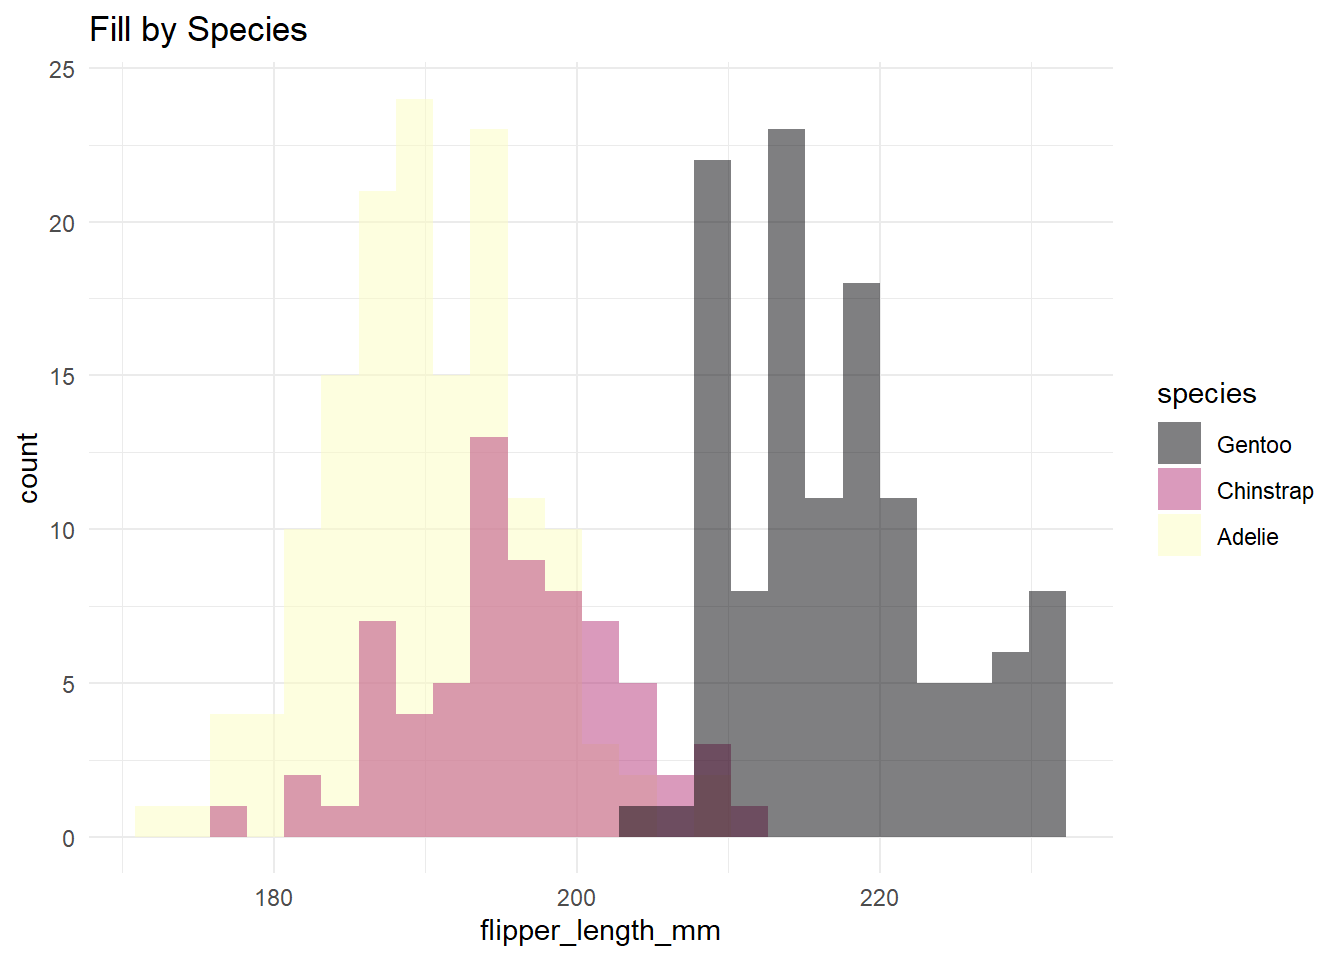 Fill by Species
25
20
15
10
5
0
count
180
200
220
flipper_length_mm
species
Gentoo
Chinstrap
Adelie